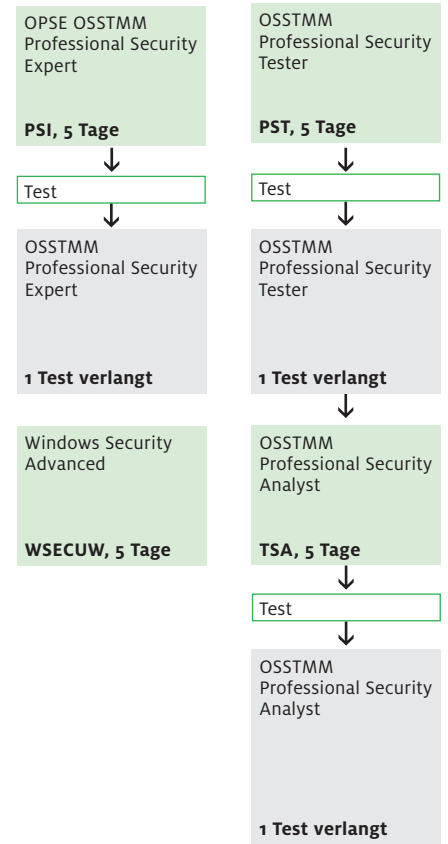 OPSE OSSTMM
Professional Security
Expert
PSI, 5 Tage
Test
OSSTMM
Professional Security
Expert
1 Test verlangt
Windows Security
Advanced
WSECUW, 5 Tage
OSSTMM
Professional Security
Tester
PST, 5 Tage
Test
OSSTMM
Professional Security
Tester
1 Test verlangt
OSSTMM
Professional Security
Analyst
TSA, 5 Tage
Test
OSSTMM
Professional Security
Analyst
1 Test verlangt